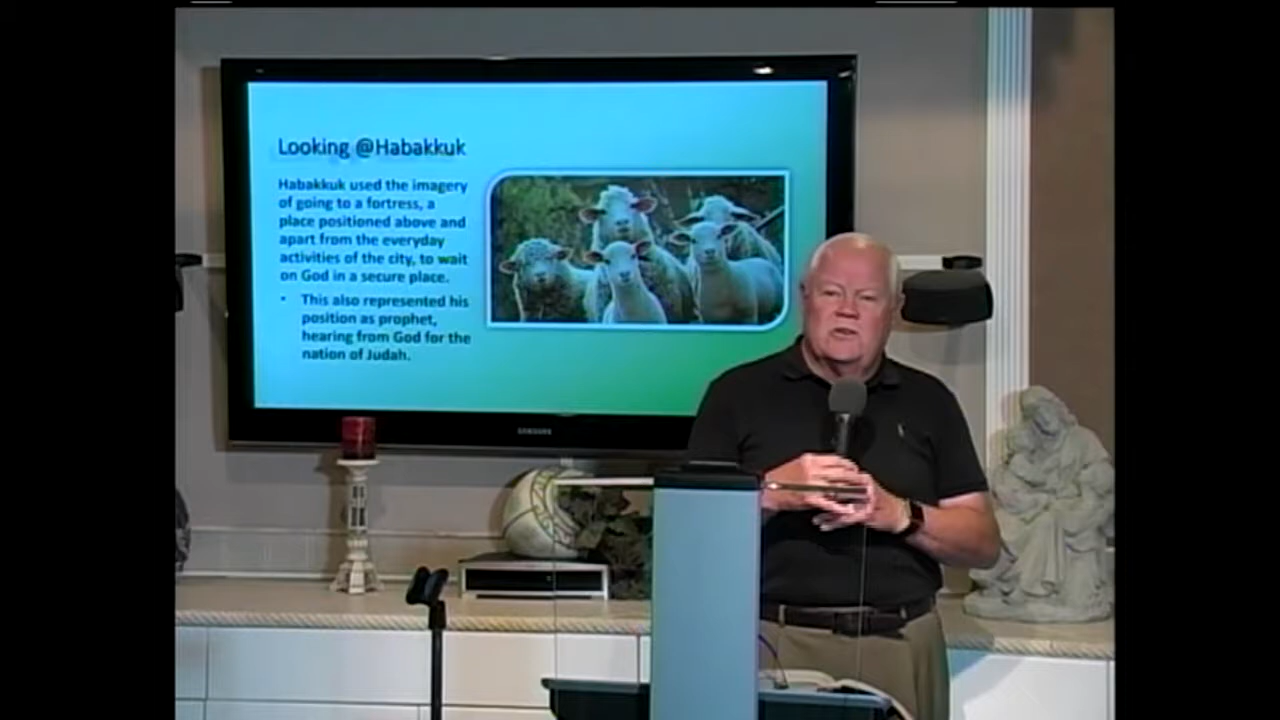 Looking @Habakkuk
Habakkuk used the imagery
of going to a fortress, a
place positioned above and
apart from the everyday
activities of the city, to wait
on God in a secure place.
• This also represented his
position as prophet,
hearing from God for the
nation of Judah.
SAMSUNG